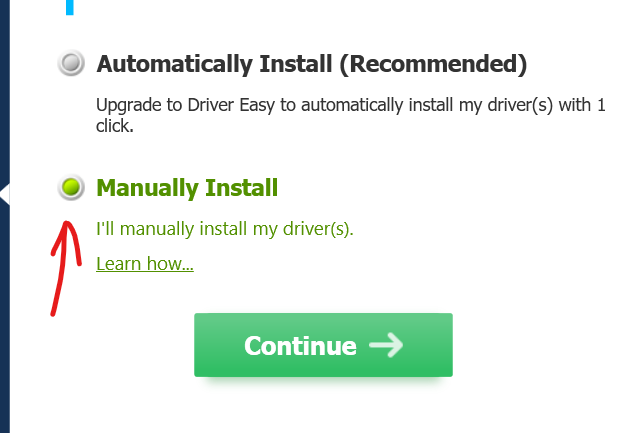 Automatically Install (Recommended)
Upgrade to Driver Easy to automatically install my driver(s) with 1
click.
Manually Install
I'll manually install my driver(s).
Learn how...
Continue